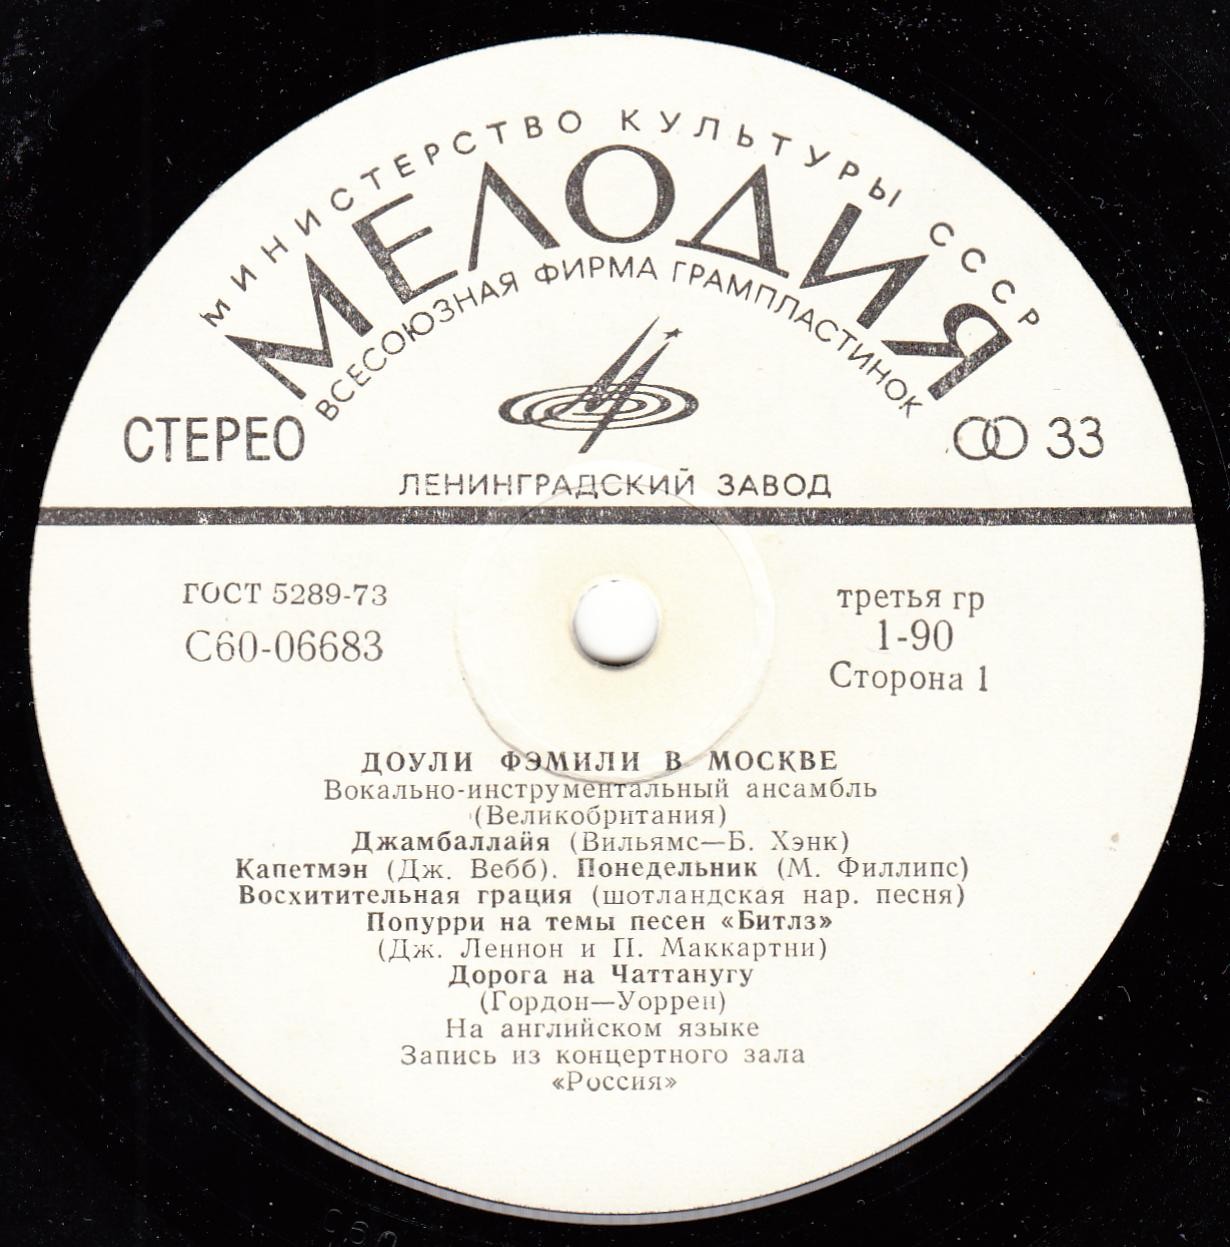 МИНИСТЕРСТВО КУЛЬТУРЫ СССР
МЕЛОДИЯ
ВСЕСОЮЗНАЯ ФИРМА ГРАМПЛАСТИНОК
СТЕРЕО
33
ЛЕНИНГРАДСКИЙ ЗАВОД
ГОСТ 5289-73
С60-06683
третья гр
1-90
Сторона 1
ДОУЛИ ФЭМИЛИ В МОСКВЕ
Вокально-инструментальный ансамбль
(Великобритания)
Джамбаллайя (Вильямс—Б. Хэнк)
Капетмэн (Дж. Вебб). Понедельник (М. Филлипс)
Восхитительная грация (шотландская нар. песня)
Попурри на темы песен «Битлз»
(Дж. Леннон и П. Маккартни)
Дорога на Чаттанугу
(Гордон—Уоррен)
На английском языке
Запись из концертного зала
«Россия»